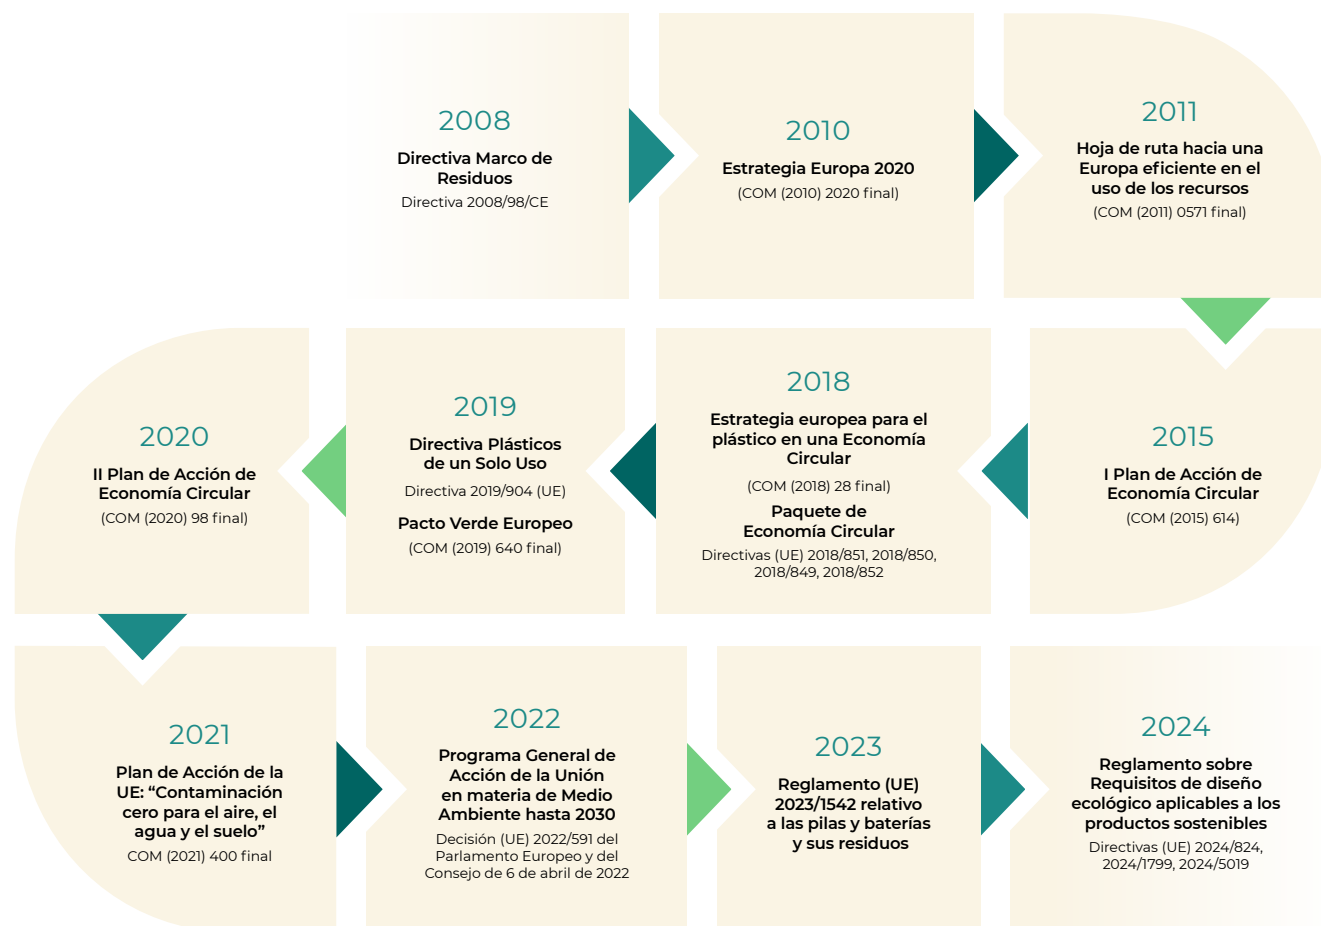 2008
Directiva Marco de
Residuos
Directiva 2008/98/CE
2010
Estrategia Europa 2020
(COM (2010) 2020 final)
2011
Hoja de ruta hacia una
Europa eficiente en el
uso de los recursos
(COM (2011) 0571 final)
2015
I Plan de Acción de
Economía Circular
(COM (2015) 614)
2018
Estrategia europea para el
plástico en una Economía
Circular
(COM (2018) 28 final)
Paquete de
Economía Circular
Directivas (UE) 2018/851, 2018/850,
2018/849, 2018/852
2019
Directiva Plásticos
de un Solo Uso
Directiva 2019/904 (UE)
Pacto Verde Europeo
(COM (2019) 640 final)
2020
II Plan de Acción de
Economía Circular
(COM (2020) 98 final)
2021
Plan de Acción de la
UE: “Contaminación
cero para el aire, el
agua y el suelo”
COM (2021) 400 final
2022
Programa General de
Acción de la Unión
en materia de Medio
Ambiente hasta 2030
Decisión (UE) 2022/591 del
Parlamento Europeo y del
Consejo de 6 de abril de 2022
2023
Reglamento (UE)
2023/1542 relativo
a las pilas y baterías
y sus residuos
2024
Reglamento sobre
Requisitos de diseño
ecológico aplicables a los
productos sostenibles
Directivas (UE) 2024/824,
2024/1799, 2024/5019